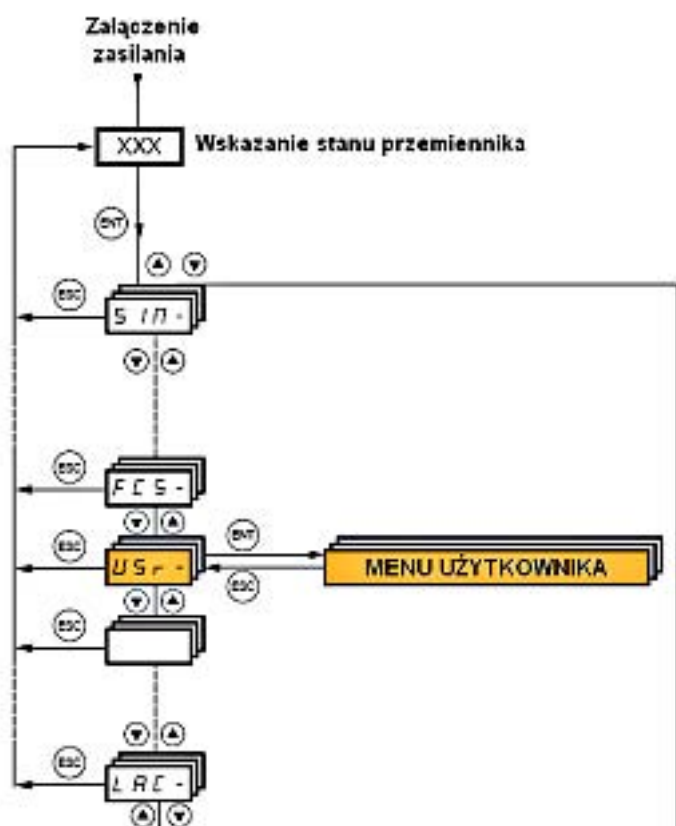 Załączenie
zasilania
XXX Wskazanie stanu przemiennika
ENT
ESC
SIM-
ESC
FCS-
ESC
USr-
ENT
ESC
MENU UŻYTKOWNIKA
ESC
ESC
LAC-